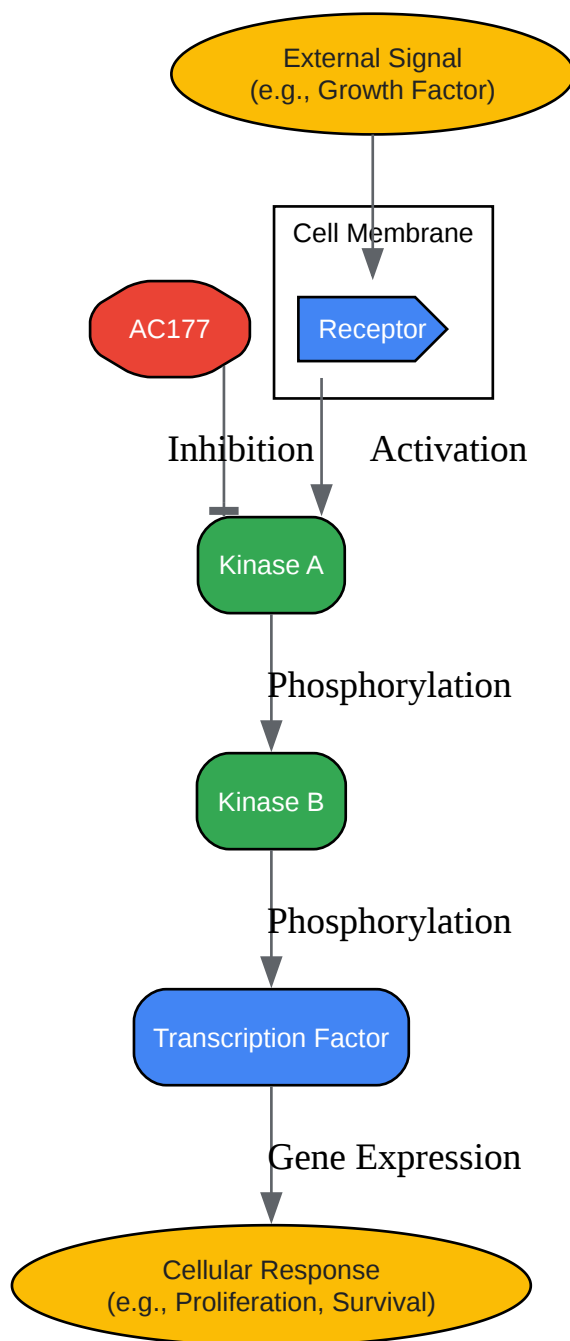 External Signal
(e.g., Growth Factor)
Cell Membrane
AC177
Receptor
Inhibition
Activation
Kinase A
Phosphorylation
Kinase B
Phosphorylation
Transcription Factor
Gene Expression
Cellular Response
(e.g., Proliferation, Survival)